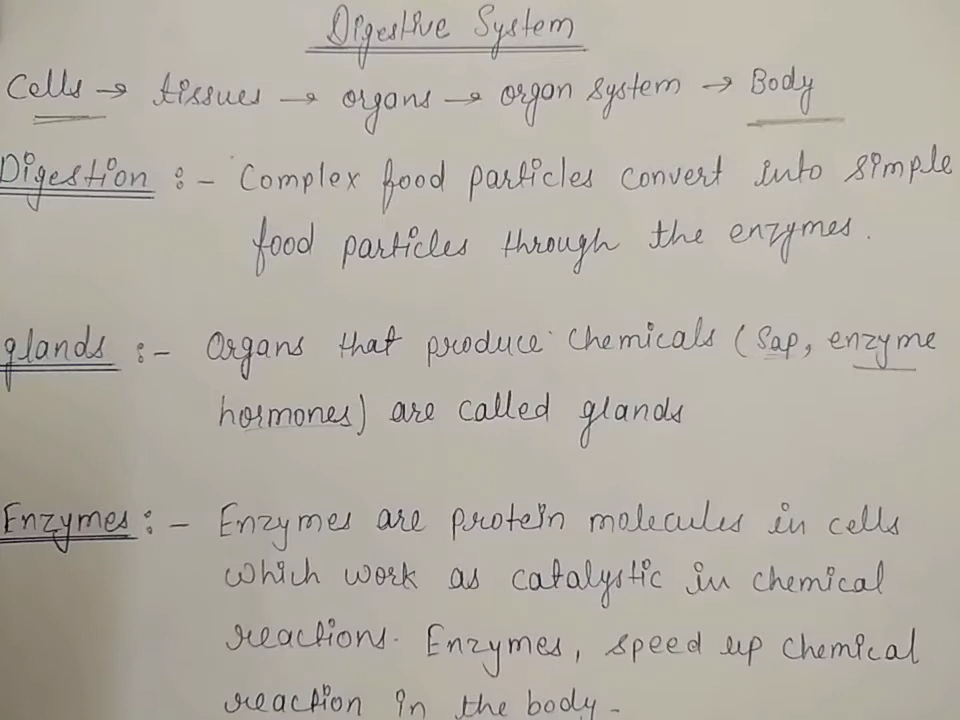 Digestive System
Cells → tissues → organs → organ system → Body
Digestion :- Complex food particles convert into simple
food particles through the enzymes.
glands :- Organs that produce chemicals (Sap, enzyme
hormones) are called glands
Enzymes :- Enzymes are protein molecules in cells
which work as catalystic in chemical
reactions. Enzymes, speed up chemical
reaction in the body.